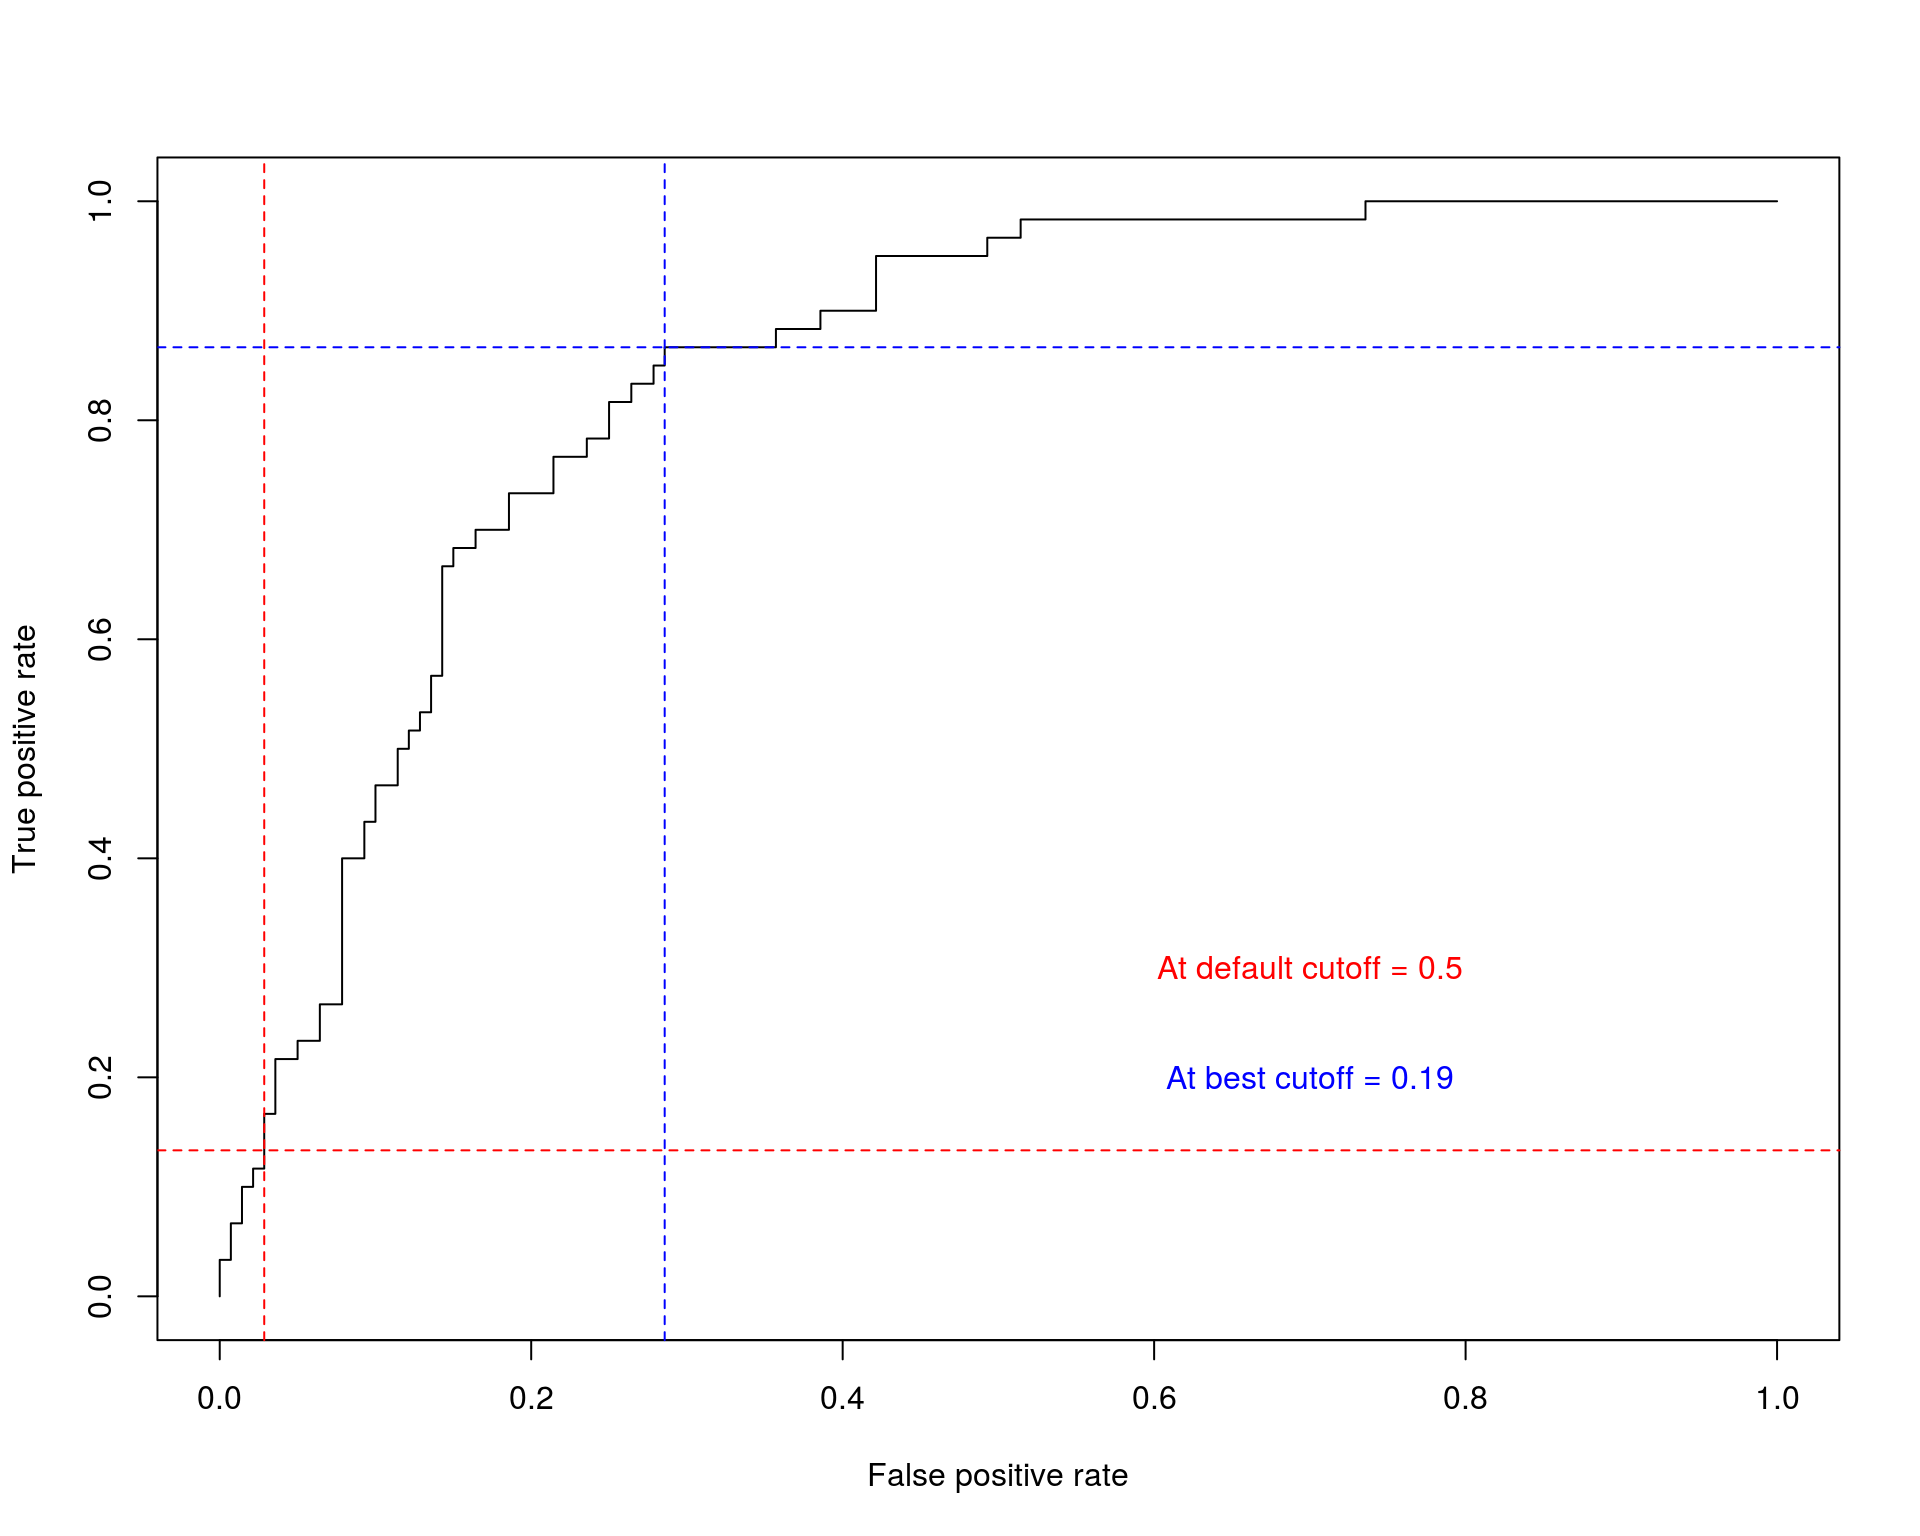 1.0
0.8
0.6
0.4
0.2
0.0
True positive rate
At default cutoff = 0.5
At best cutoff = 0.19
0.0 0.2 0.4 0.6 0.8 1.0
False positive rate